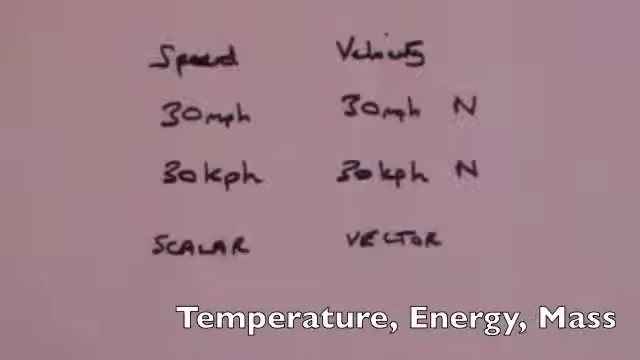 Speed Velocity
30mph 30mph N
30kph 30kph N
SCALAR VECTOR
Temperature, Energy, Mass